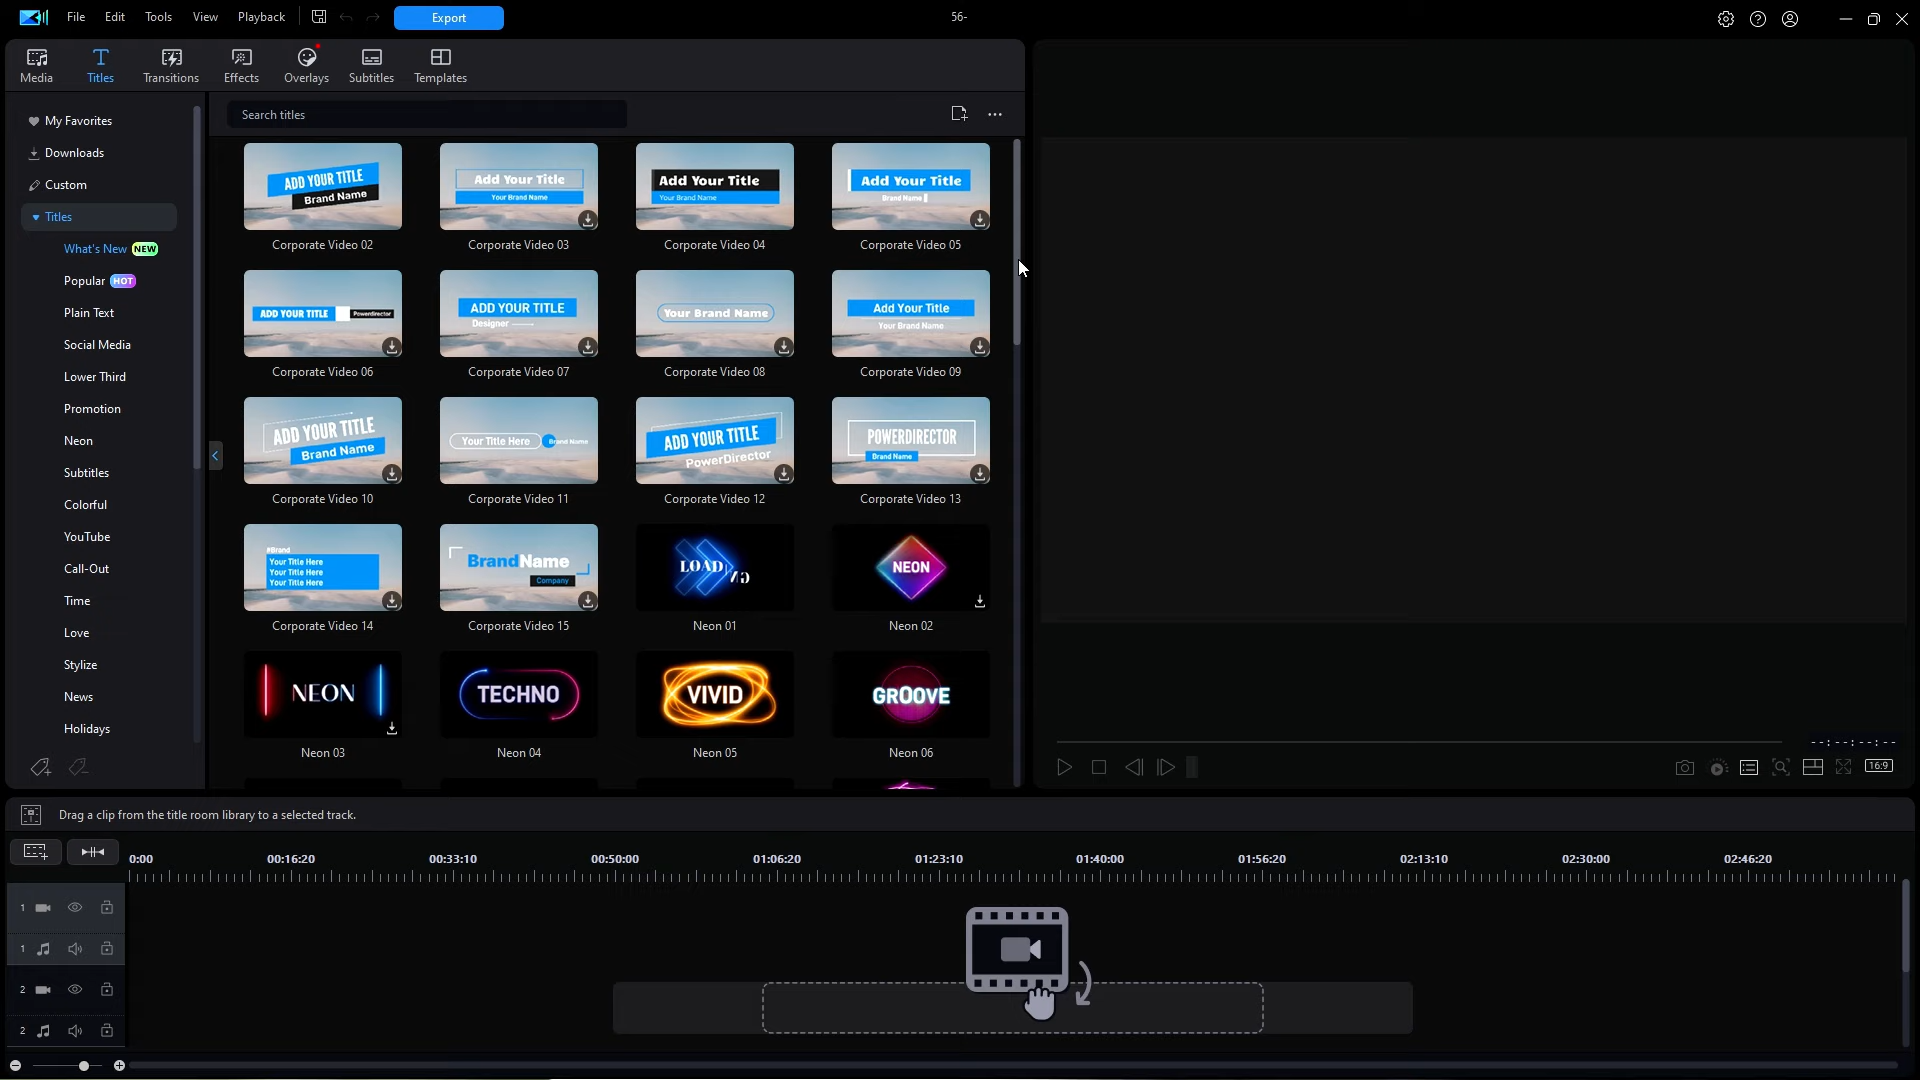 File Edit Tools View Playback Export 56-
Media Titles Transitions Effects Overlays Subtitles Templates
My Favorites
Downloads
Custom
Titles
What's New NEW
Popular HOT
Plain Text
Social Media
Lower Third
Promotion
Neon
Subtitles
Colorful
YouTube
Call-Out
Time
Love
Stylize
News
Holidays
Search titles
ADD YOUR TITLE
Brand Name
Add Your Title
Your Brand Name
Add Your Title
Your Brand Name
Add Your Title
Brand Name
Corporate Video 02 Corporate Video 03 Corporate Video 04 Corporate Video 05
ADD YOUR TITLE Powerdirector
ADD YOUR TITLE
Designer
Your Brand Name
Add Your Title
Your Brand Name
Corporate Video 06 Corporate Video 07 Corporate Video 08 Corporate Video 09
ADD YOUR TITLE
Brand Name
Your Title Here Brand Name
ADD YOUR TITLE
PowerDirector
POWERDIRECTOR
Brand Name
Corporate Video 10 Corporate Video 11 Corporate Video 12 Corporate Video 13
#Brand
Your Title Here
Your Title Here
Your Title Here
BrandName
Company
NEON
Corporate Video 14 Corporate Video 15 Neon 01 Neon 02
NEON TECHNO VIVID GROOVE
Neon 03 Neon 04 Neon 05 Neon 06
--:--:--:--
16:9
Drag a clip from the title room library to a selected track.
0:00 00:16:20 00:33:10 00:50:00 01:06:20 01:23:10 01:40:00 01:56:20 02:13:10 02:30:00 02:46:20
1
1
2
2